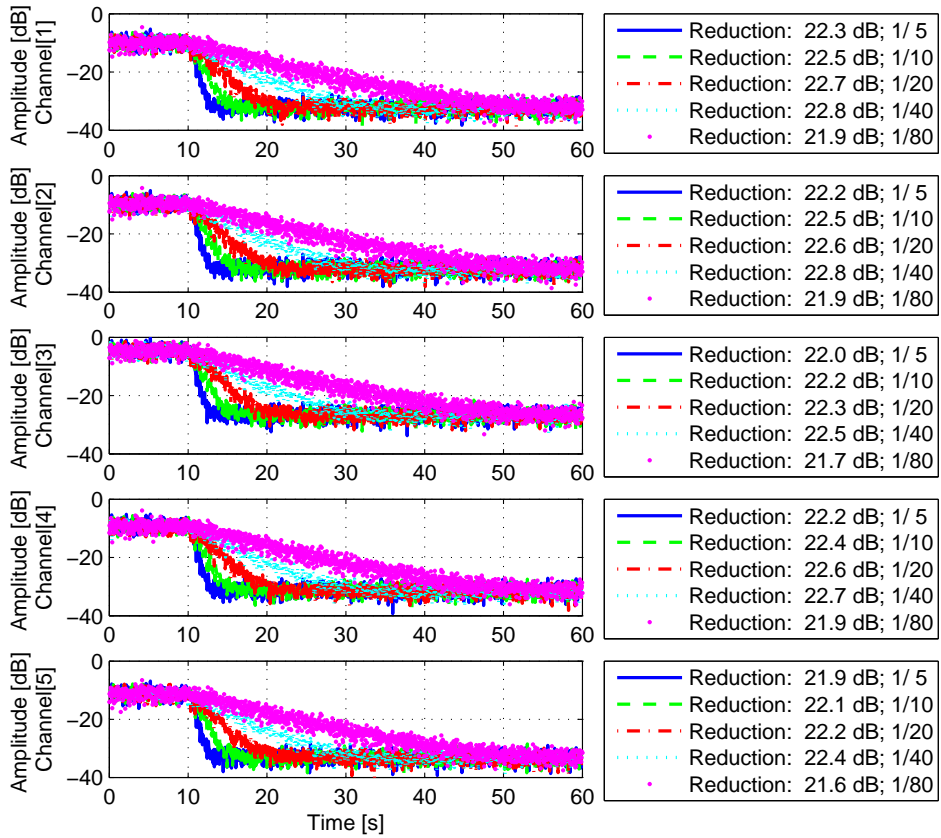 Amplitude [dB]
Channel[1]
0
−20
−40
0 10 20 30 40 50 60
Reduction: 22.3 dB; 1/ 5
Reduction: 22.5 dB; 1/10
Reduction: 22.7 dB; 1/20
Reduction: 22.8 dB; 1/40
Reduction: 21.9 dB; 1/80
Amplitude [dB]
Channel[2]
0
−20
−40
0 10 20 30 40 50 60
Reduction: 22.2 dB; 1/ 5
Reduction: 22.5 dB; 1/10
Reduction: 22.6 dB; 1/20
Reduction: 22.8 dB; 1/40
Reduction: 21.9 dB; 1/80
Amplitude [dB]
Channel[3]
0
−20
−40
0 10 20 30 40 50 60
Reduction: 22.0 dB; 1/ 5
Reduction: 22.2 dB; 1/10
Reduction: 22.3 dB; 1/20
Reduction: 22.5 dB; 1/40
Reduction: 21.7 dB; 1/80
Amplitude [dB]
Channel[4]
0
−20
−40
0 10 20 30 40 50 60
Reduction: 22.2 dB; 1/ 5
Reduction: 22.4 dB; 1/10
Reduction: 22.6 dB; 1/20
Reduction: 22.7 dB; 1/40
Reduction: 21.9 dB; 1/80
Amplitude [dB]
Channel[5]
0
−20
−40
0 10 20 30 40 50 60
Time [s]
Reduction: 21.9 dB; 1/ 5
Reduction: 22.1 dB; 1/10
Reduction: 22.2 dB; 1/20
Reduction: 22.4 dB; 1/40
Reduction: 21.6 dB; 1/80